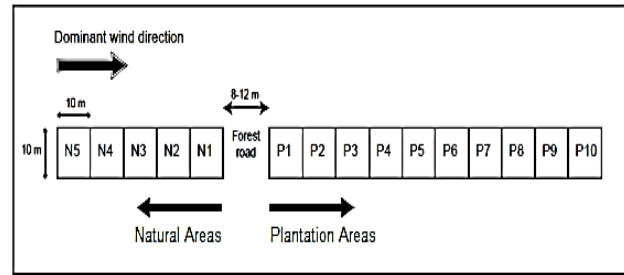 Dominant wind direction
10 m
8-12 m
10 m
N5 N4 N3 N2 N1
Forest
road
P1 P2 P3 P4 P5 P6 P7 P8 P9 P10
Natural Areas
Plantation Areas